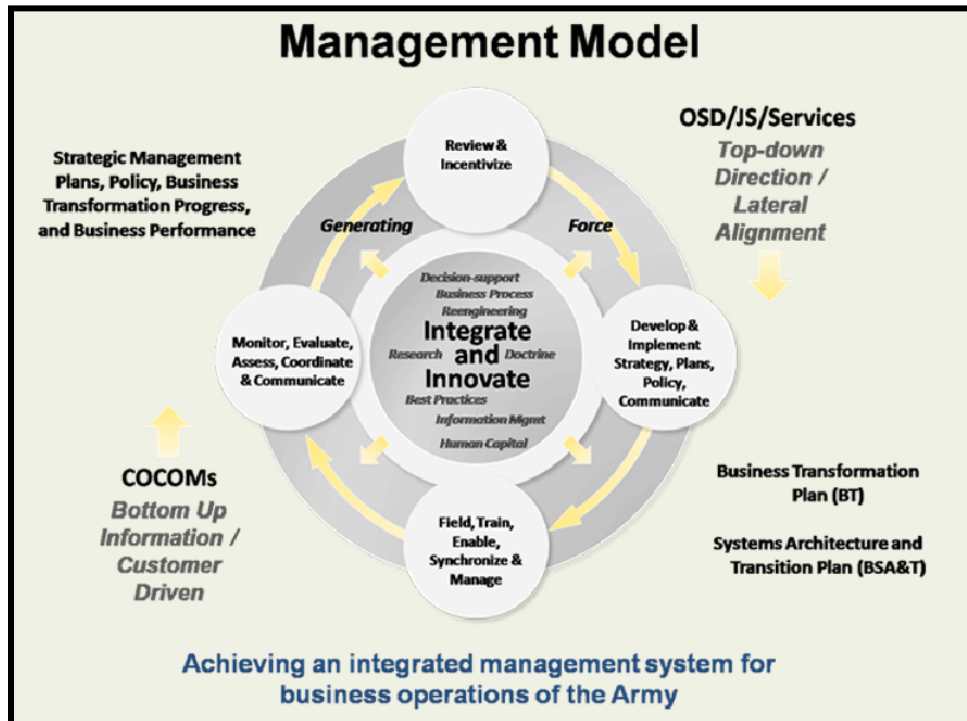 Management Model
Strategic Management
Plans, Policy, Business
Transformation Progress,
and Business Performance
OSD/JS/Services
Top-down
Direction /
Lateral
Alignment
Review &
Incentivize
Generating
Force
Decision-support
Business Process
Reengineering
Integrate
Research and Doctrine
Innovate
Best Practices
Information Mgmt
Human Capital
Monitor, Evaluate,
Assess, Coordinate
& Communicate
Develop &
Implement
Strategy, Plans,
Policy,
Communicate
COCOMs
Bottom Up
Information /
Customer
Driven
Field, Train,
Enable,
Synchronize &
Manage
Business Transformation
Plan (BT)
Systems Architecture and
Transition Plan (BSA&T)
Achieving an integrated management system for
business operations of the Army